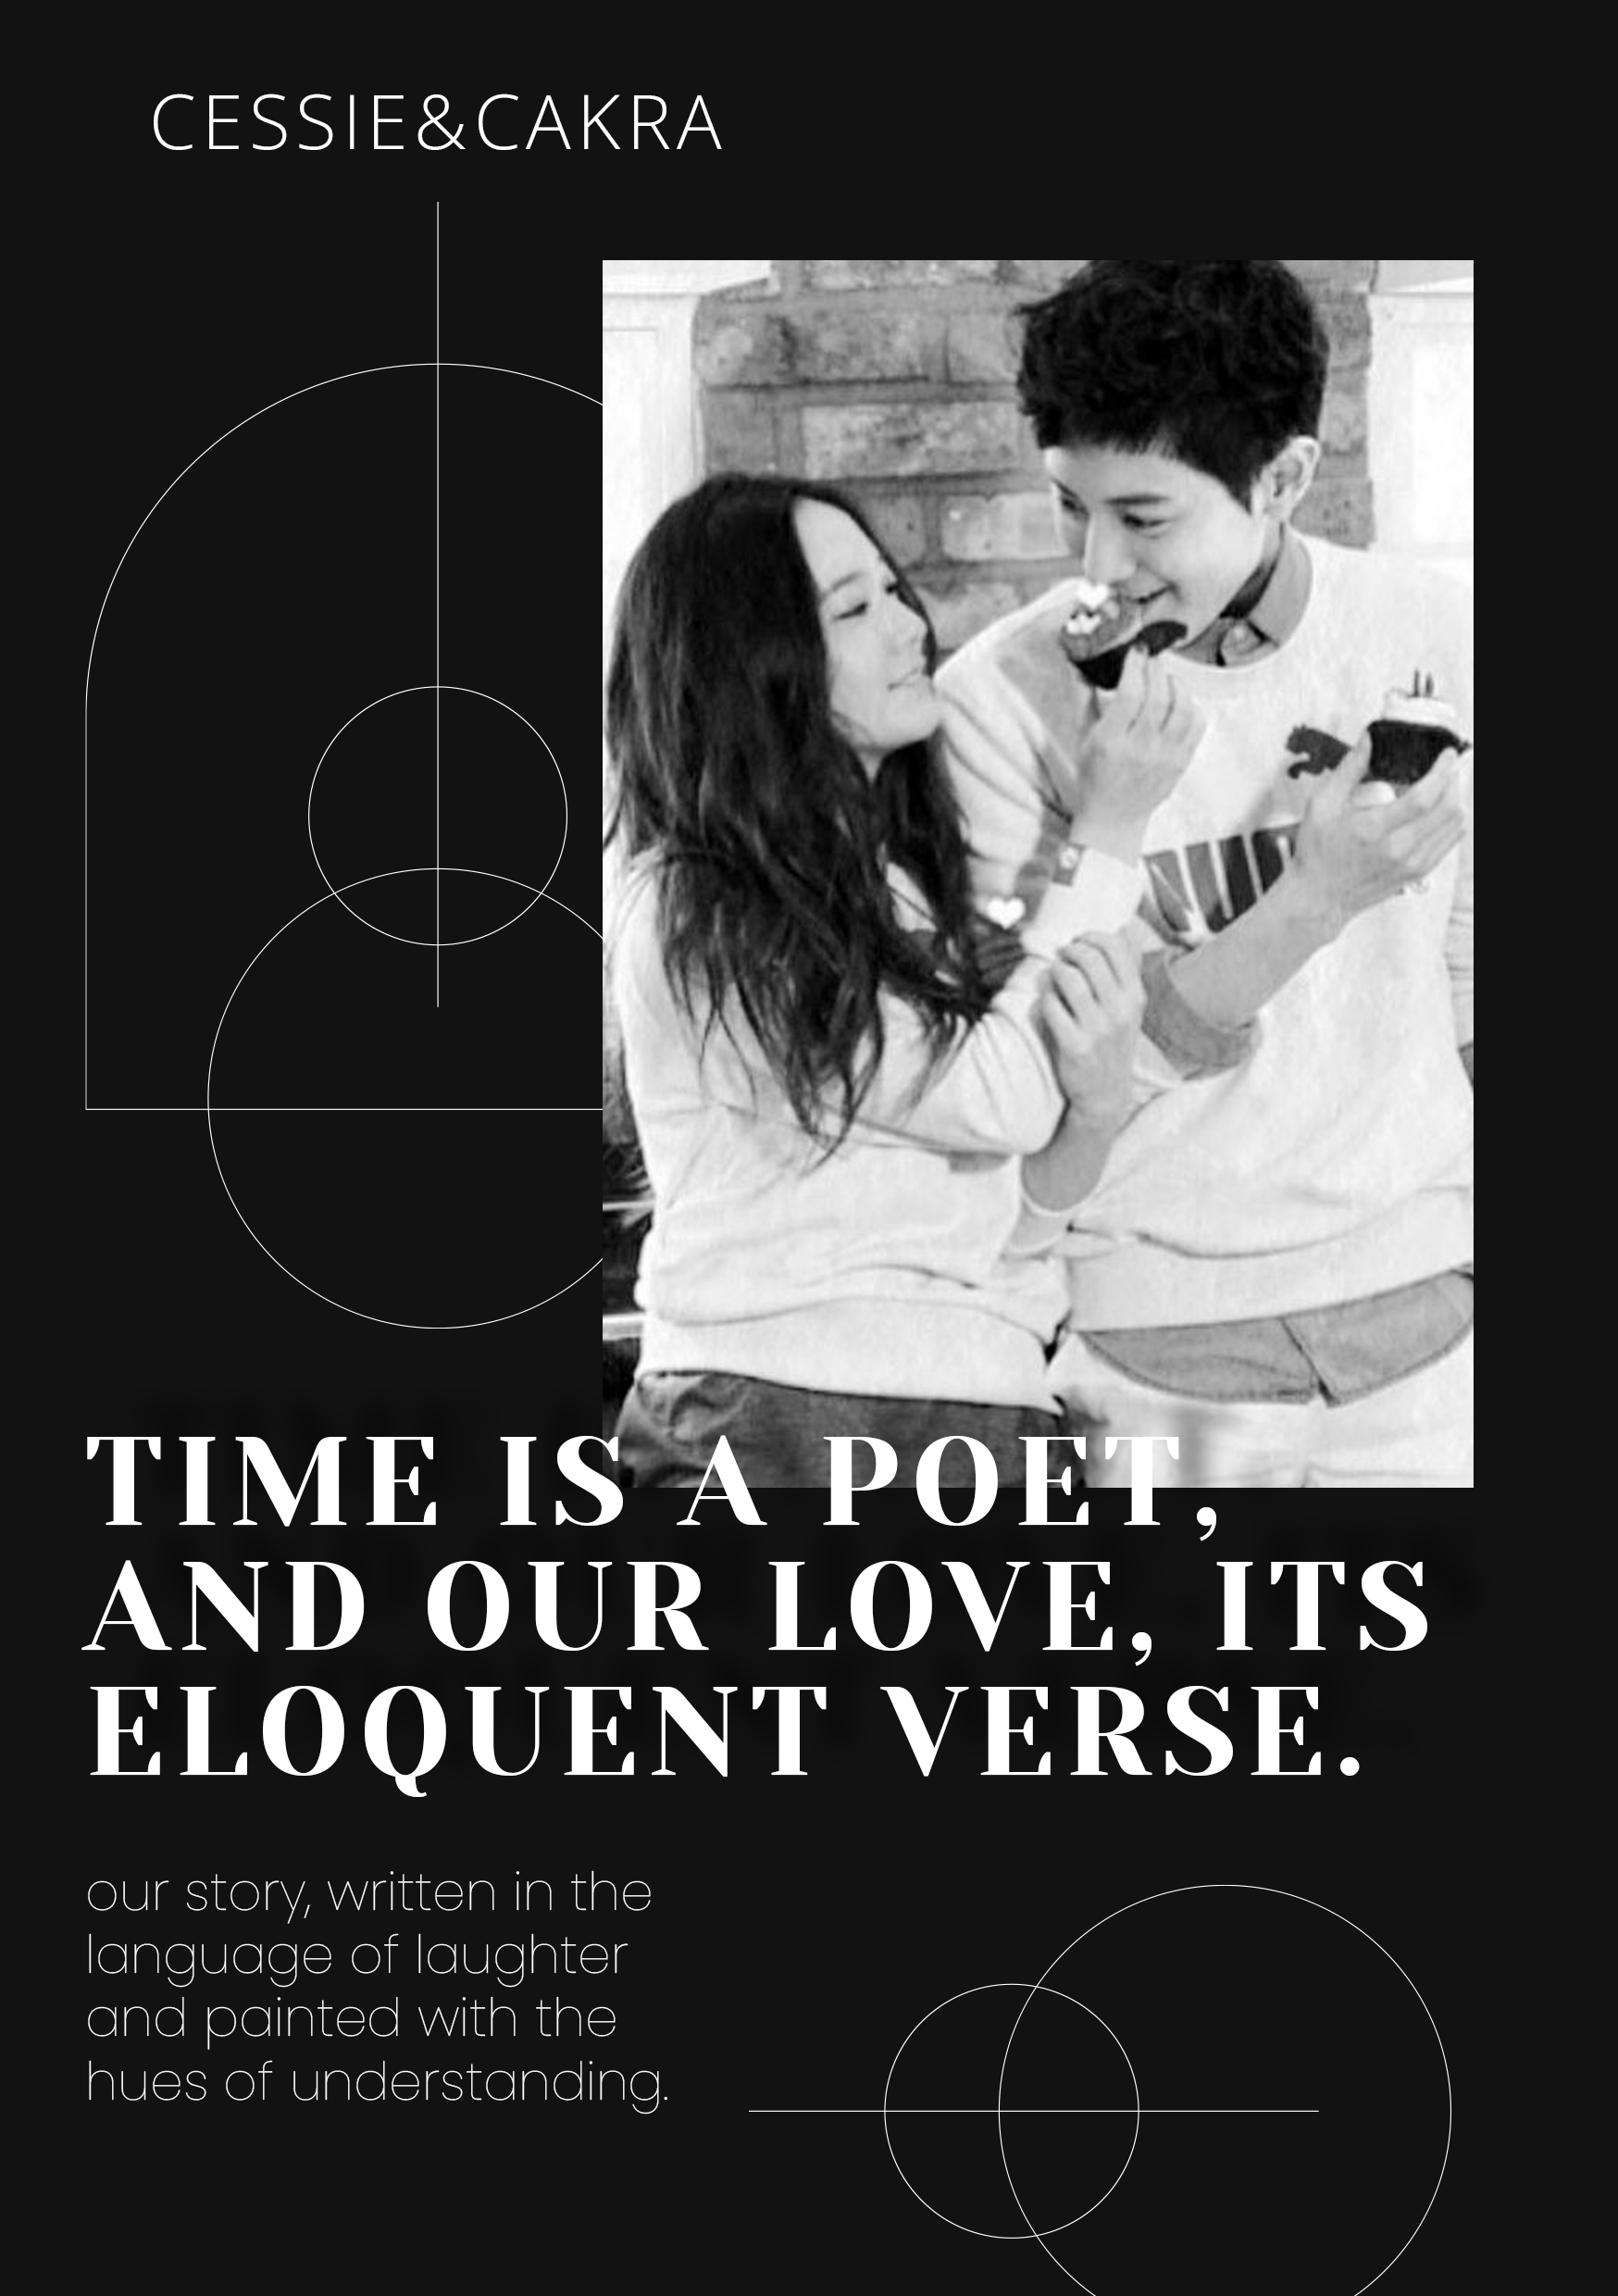 CESSIE&CAKRA
TIME IS A POET,
AND OUR LOVE, ITS
ELOQUENT VERSE.
our story, written in the
language of laughter
and painted with the
hues of understanding.